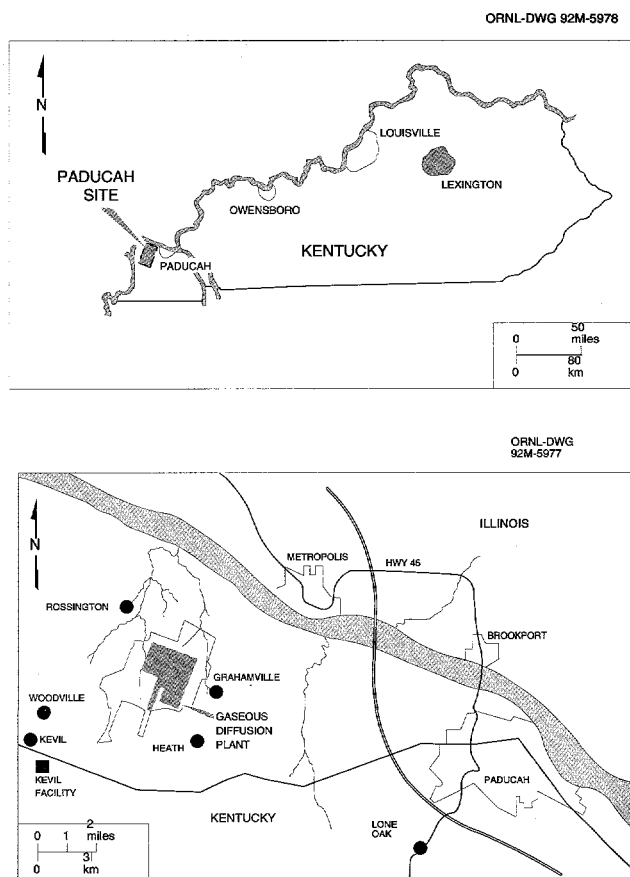 ORNL-DWG 92M-5978
N
LOUISVILLE
PADUCAH
SITE
LEXINGTON
OWENSBORO
KENTUCKY
PADUCAH
0 50
miles
80
0 km
ORNL-DWG
92M-5977
N
ILLINOIS
METROPOLIS
HWY 45
ROSSINGTON
BROOKPORT
GRAHAMVILLE
WOODVILLE
GASEOUS
DIFFUSION
PLANT
KEVIL
HEATH
KEVIL
FACILITY
PADUCAH
KENTUCKY
LONE
OAK
0 1 2
miles
3
0 km